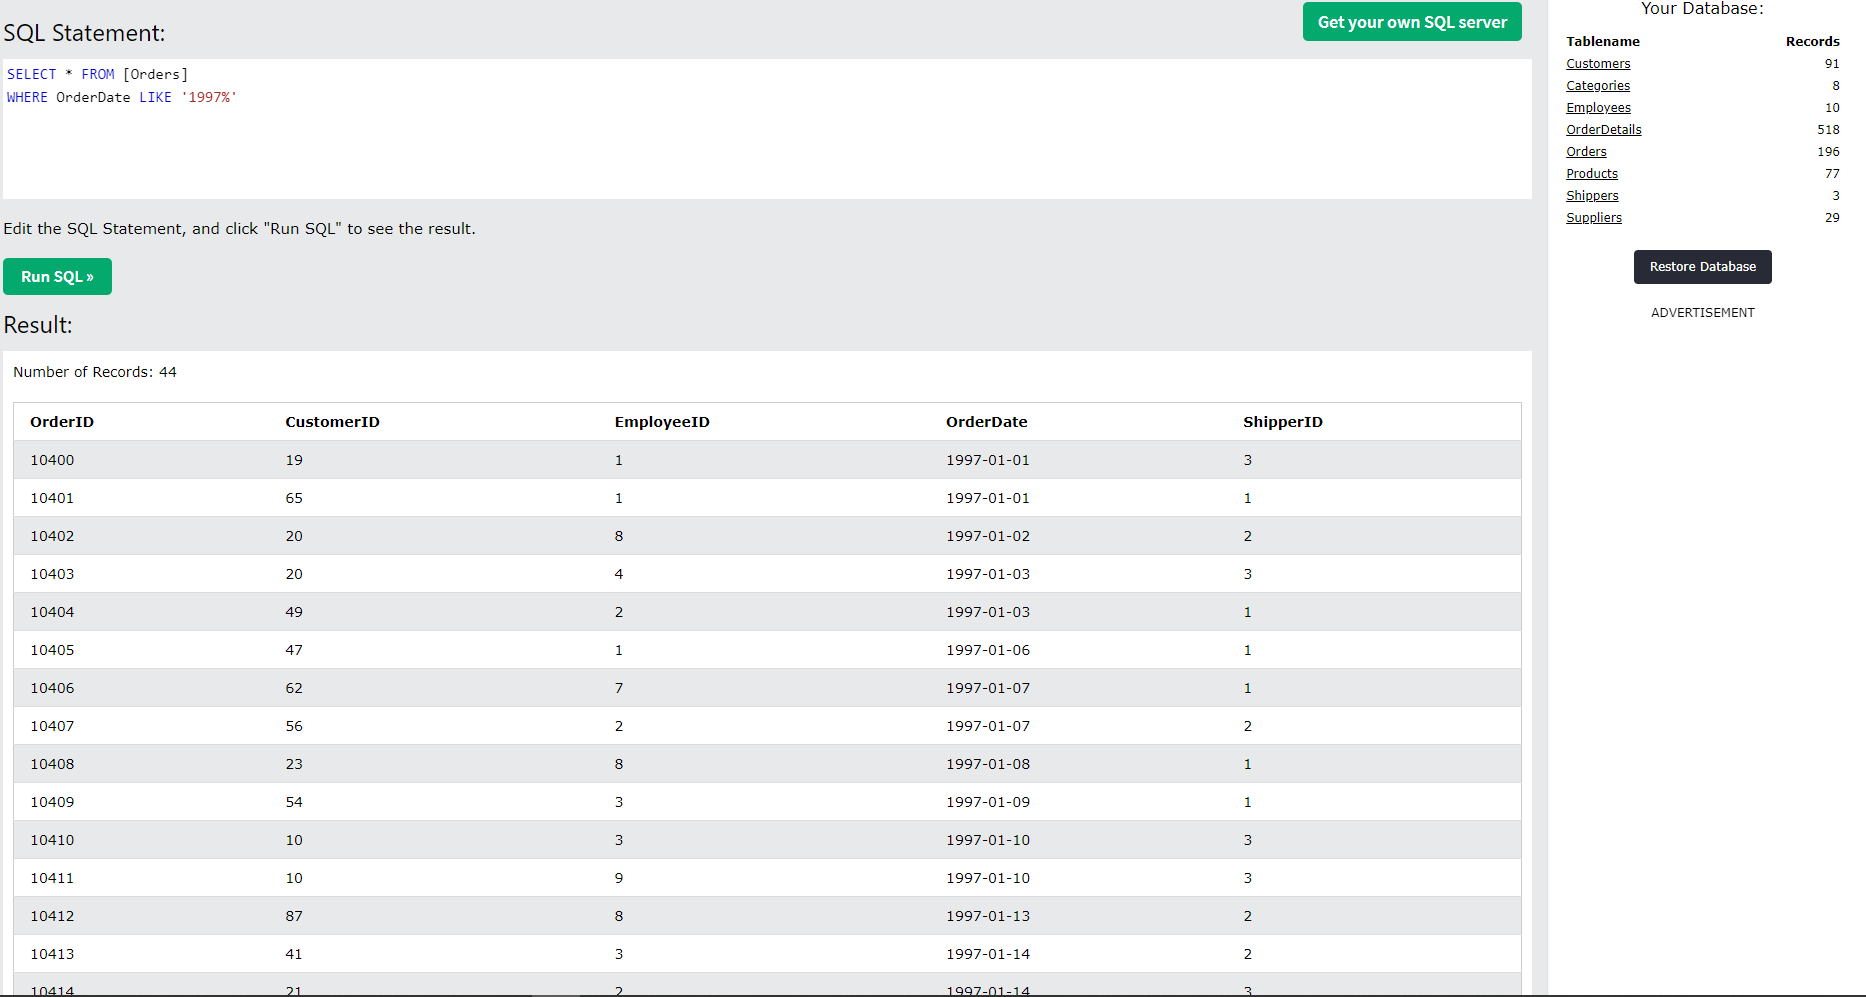 SQL Statement:
Get your own SQL server
SELECT * FROM [Orders]
WHERE OrderDate LIKE '1997%'
Edit the SQL Statement, and click "Run SQL" to see the result.
Run SQL »
Result:
Number of Records: 44
OrderID CustomerID EmployeeID OrderDate ShipperID
10400 19 1 1997-01-01 3
10401 65 1 1997-01-01 1
10402 20 8 1997-01-02 2
10403 20 4 1997-01-03 3
10404 49 2 1997-01-03 1
10405 47 1 1997-01-06 1
10406 62 7 1997-01-07 1
10407 56 2 1997-01-07 2
10408 23 8 1997-01-08 1
10409 54 3 1997-01-09 1
10410 10 3 1997-01-10 3
10411 10 9 1997-01-10 3
10412 87 8 1997-01-13 2
10413 41 3 1997-01-14 2
10414 21 2 1997-01-14 3
Your Database:
Tablename Records
Customers 91
Categories 8
Employees 10
OrderDetails 518
Orders 196
Products 77
Shippers 3
Suppliers 29
Restore Database
ADVERTISEMENT